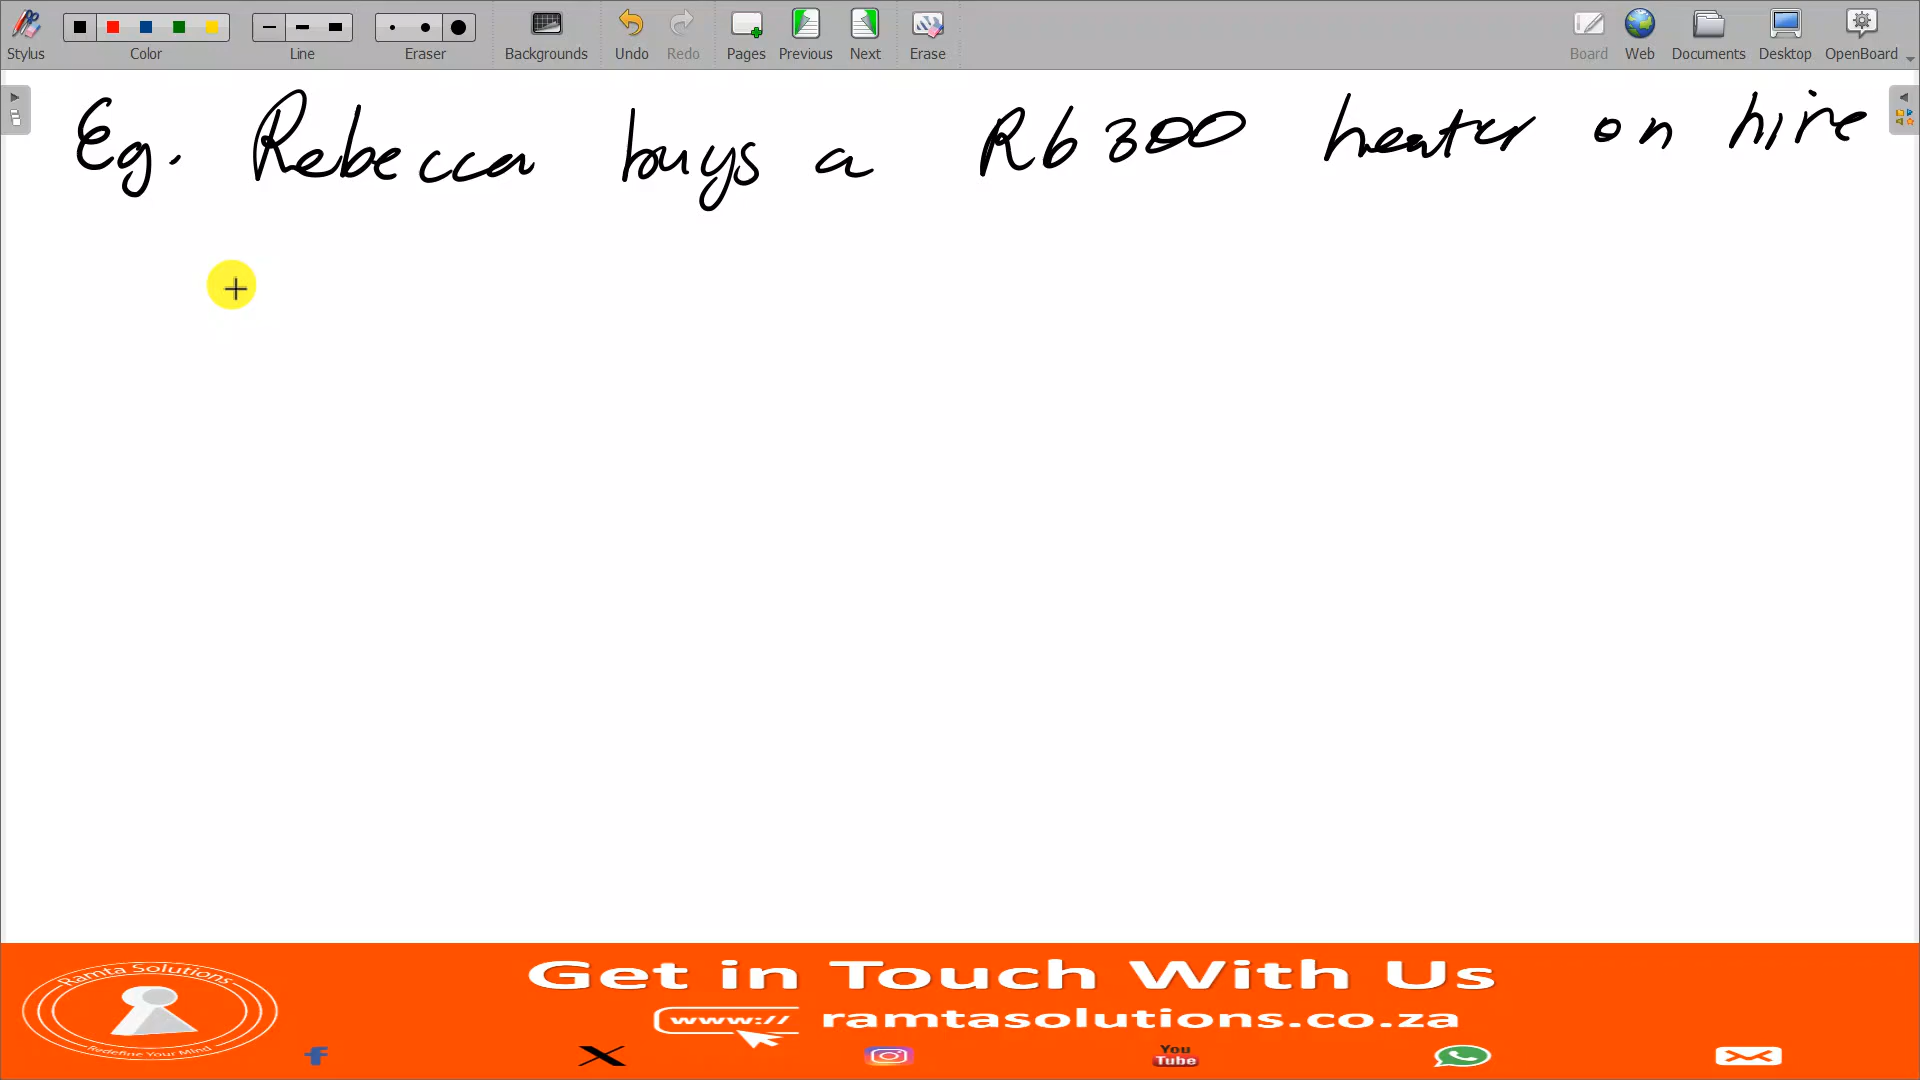 Stylus Color Line Eraser Backgrounds Undo Redo Pages Previous Next Erase Board Web Documents Desktop OpenBoard
Eg. Rebecca buys a R6300 heater on hire
Ramta Solutions
Redefine Your Mind
Get in Touch With Us
www:// ramtasolutions.co.za
You
Tube